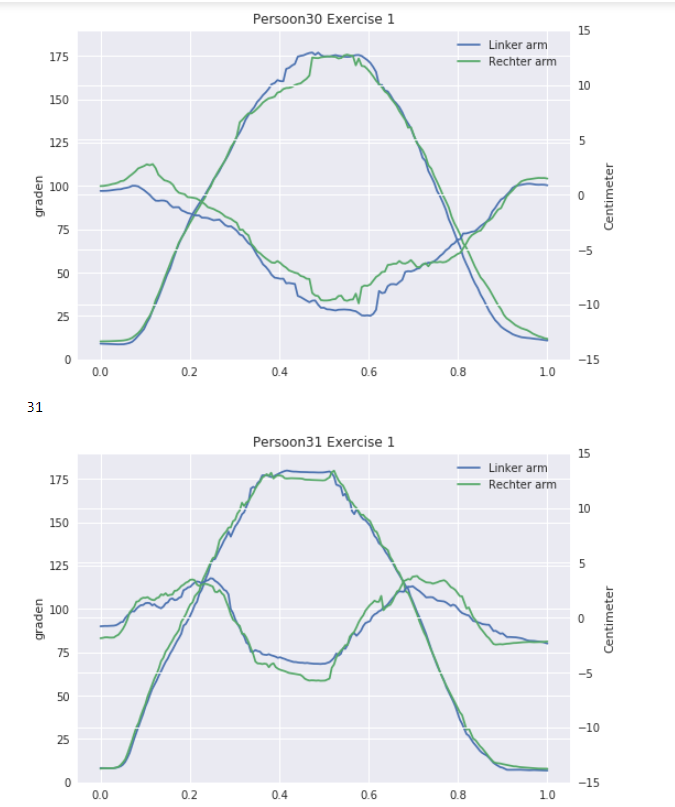 Persoon30 Exercise 1
Linker arm
Rechter arm
175
150
125
100
75
50
25
0
graden
15
10
5
0
−5
−10
−15
Centimeter
0.0 0.2 0.4 0.6 0.8 1.0
31
Persoon31 Exercise 1
Linker arm
Rechter arm
175
150
125
100
75
50
25
0
graden
15
10
5
0
−5
−10
−15
Centimeter
0.0 0.2 0.4 0.6 0.8 1.0